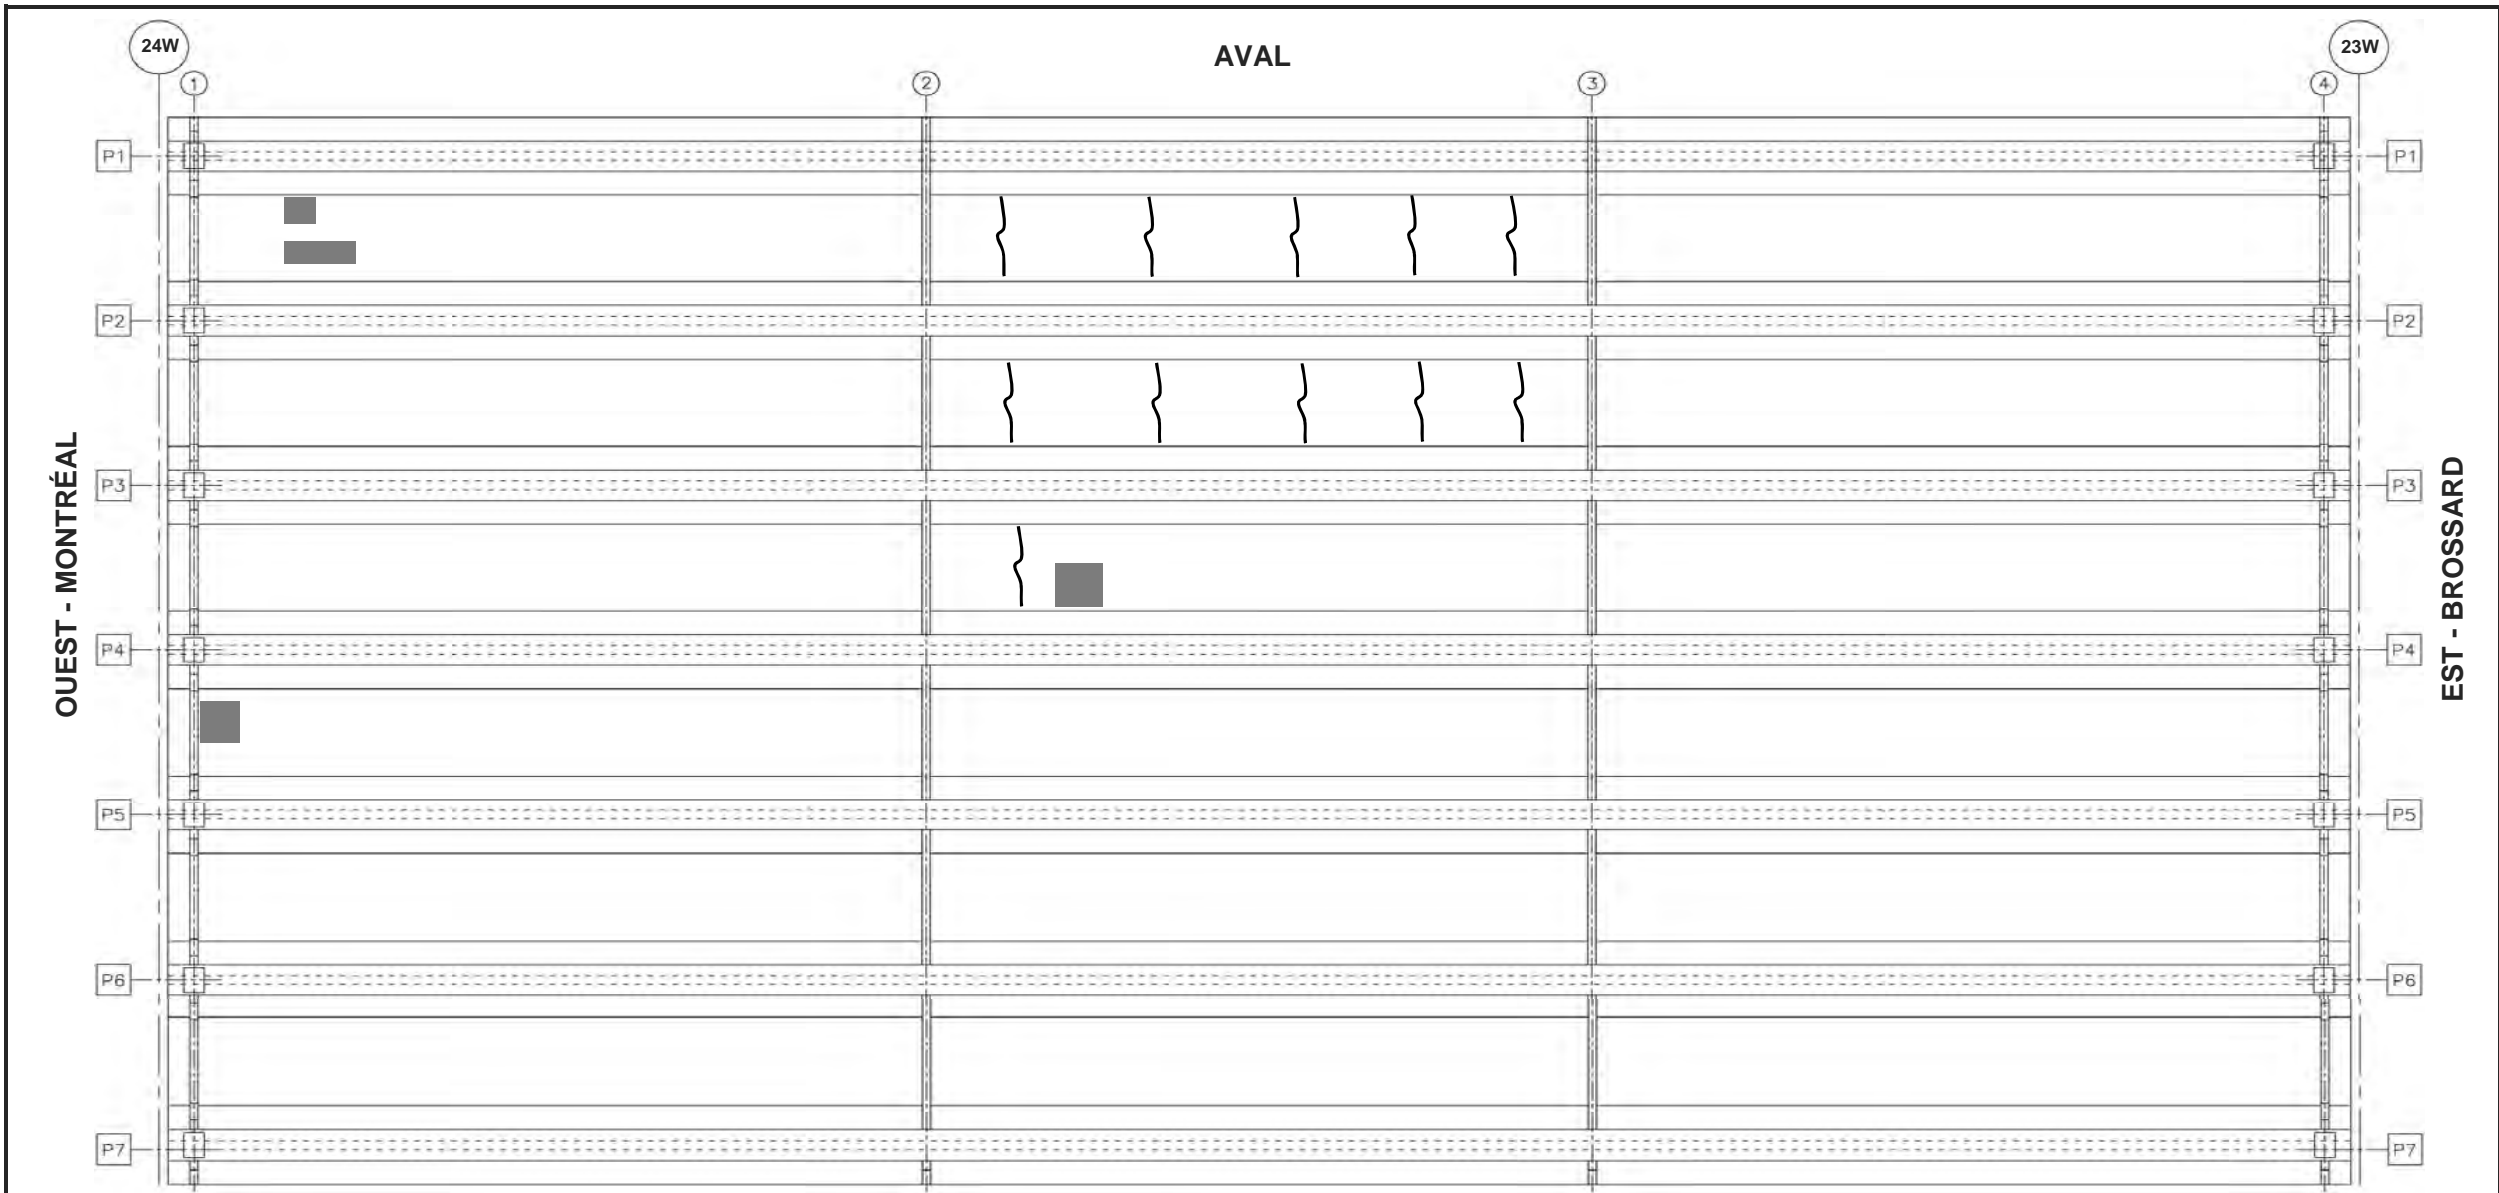 24W
AVAL
23W
1
2
3
4
P1
P1
P2
P2
OUEST - MONTRÉAL
P3
P3
EST - BROSSARD
P4
P4
P5
P5
P6
P6
P7
P7